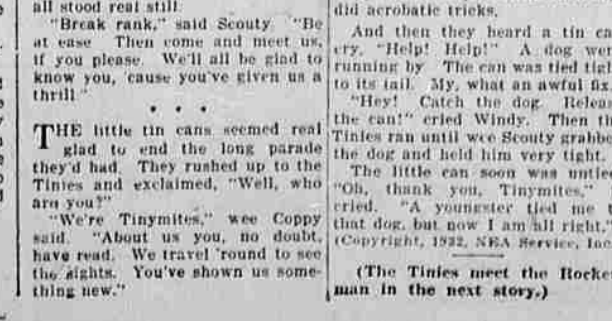 all stood real still.
"Break rank," said Scouty. "Be
at ease. Then come and meet us,
if you please. We'll all be glad to
know you, 'cause you've given us a
thrill."
* * *
THE little tin cans seemed real
glad to end the long parade
they'd had. They rushed up to the
Tinies and exclaimed, "Well, who
are you?"
"We're Tinymites," wee Coppy
said. "About us you, no doubt,
have read. We travel 'round to see
the sights. You've shown us some-
thing new."
did acrobatic tricks.
And then they heard a tin ca
cry, "Help! Help!" A dog wen
running by. The can was tied tigh
to its tail. My, what an awful fix.
"Hey! Catch the dog. Releas
the can!" cried Windy. Then th
Tinies ran until wee Scouty grabbe
the dog and held him very tight.
The little can soon was untied
"Oh, thank you, Tinymites,"
cried. "A youngster tied me t
that dog, but now I am all right."
(Copyright, 1932, NEA Service, Inc
(The Tinies meet the Rocke
man in the next story.)